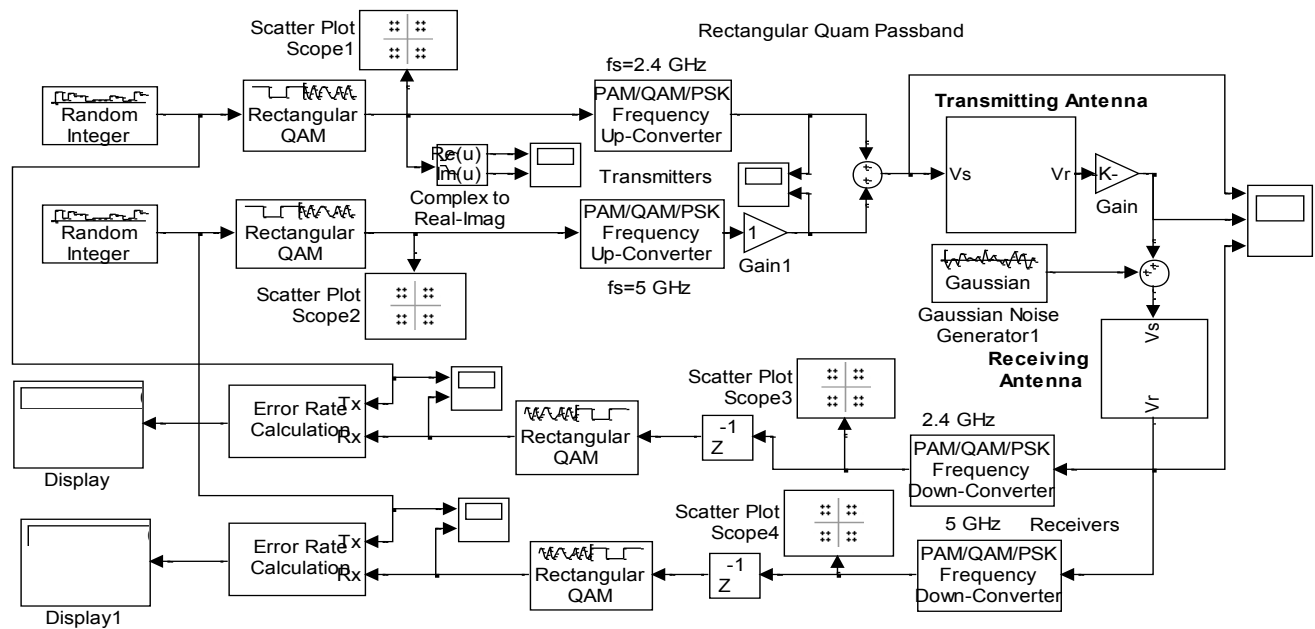 Rectangular Quam Passband
Scatter Plot
Scope1
fs=2.4 GHz
Random
Integer
Rectangular
QAM
PAM/QAM/PSK
Frequency
Up-Converter
Transmitting Antenna
Vs
Vr
K-
Gain
Re(u)
Im(u)
Complex to
Real-Imag
Transmitters
Random
Integer
Rectangular
QAM
PAM/QAM/PSK
Frequency
Up-Converter
fs=5 GHz
1
Gain1
Scatter Plot
Scope2
Gaussian
Gaussian Noise
Generator1
Receiving
Antenna
Vs
Vr
Display
Error Rate
Calculation
Tx
Rx
Rectangular
QAM
-1
Z
Scatter Plot
Scope3
2.4 GHz
PAM/QAM/PSK
Frequency
Down-Converter
Display1
Error Rate
Calculation
Tx
Rx
Rectangular
QAM
-1
Z
Scatter Plot
Scope4
5 GHz
Receivers
PAM/QAM/PSK
Frequency
Down-Converter